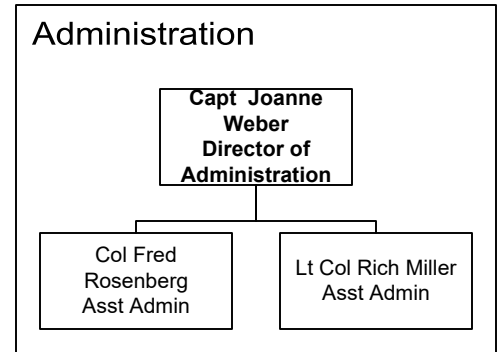 Administration
Capt Joanne
Weber
Director of
Administration
Col Fred
Rosenberg
Asst Admin
Lt Col Rich Miller
Asst Admin